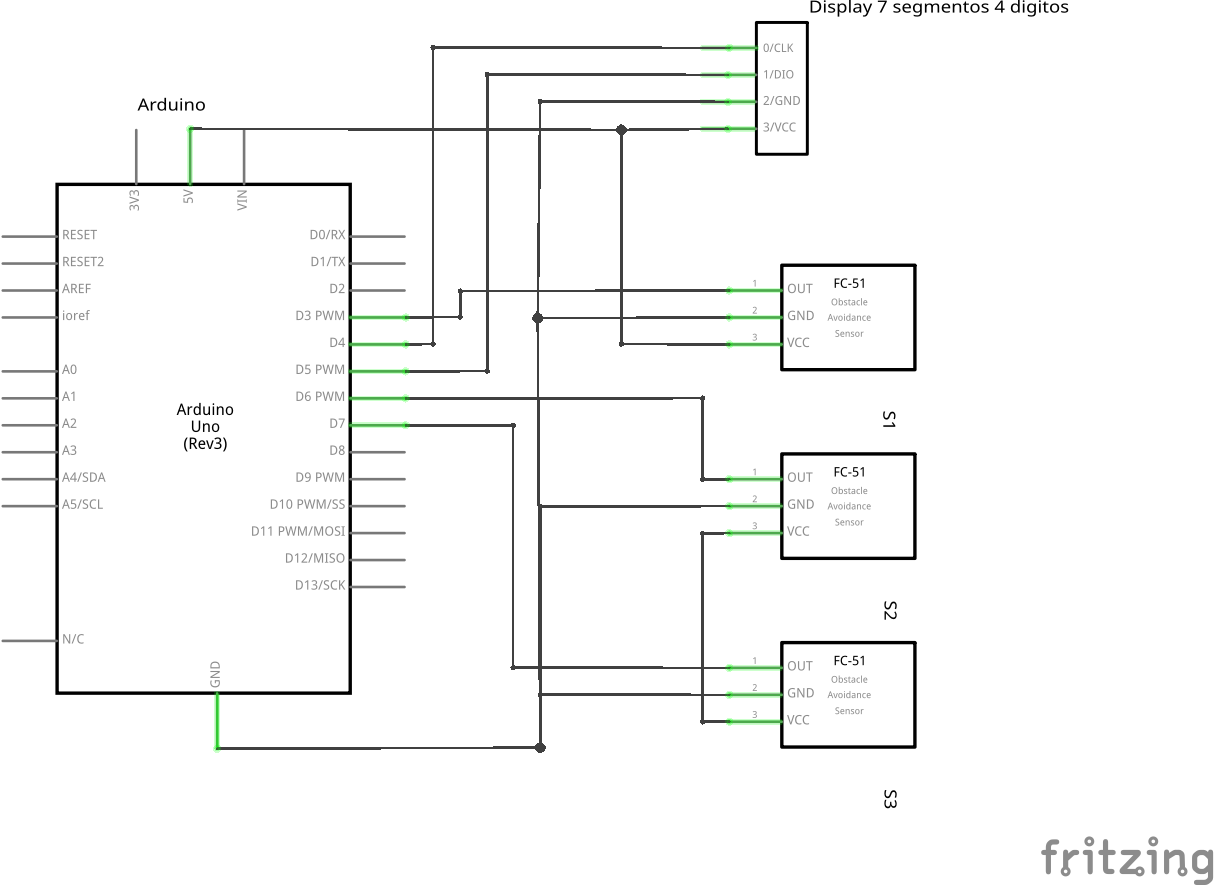 Display 7 segmentos 4 digitos
0/CLK
1/DIO
2/GND
3/VCC
Arduino
3V3
5V
VIN
RESET
RESET2
AREF
ioref
A0
A1
A2
A3
A4/SDA
A5/SCL
N/C
Arduino
Uno
(Rev3)
D0/RX
D1/TX
D2
D3 PWM
D4
D5 PWM
D6 PWM
D7
D8
D9 PWM
D10 PWM/SS
D11 PWM/MOSI
D12/MISO
D13/SCK
GND
1 OUT
2 GND
3 VCC
FC-51
Obstacle
Avoidance
Sensor
S1
1 OUT
2 GND
3 VCC
FC-51
Obstacle
Avoidance
Sensor
S2
1 OUT
2 GND
3 VCC
FC-51
Obstacle
Avoidance
Sensor
S3
fritzing